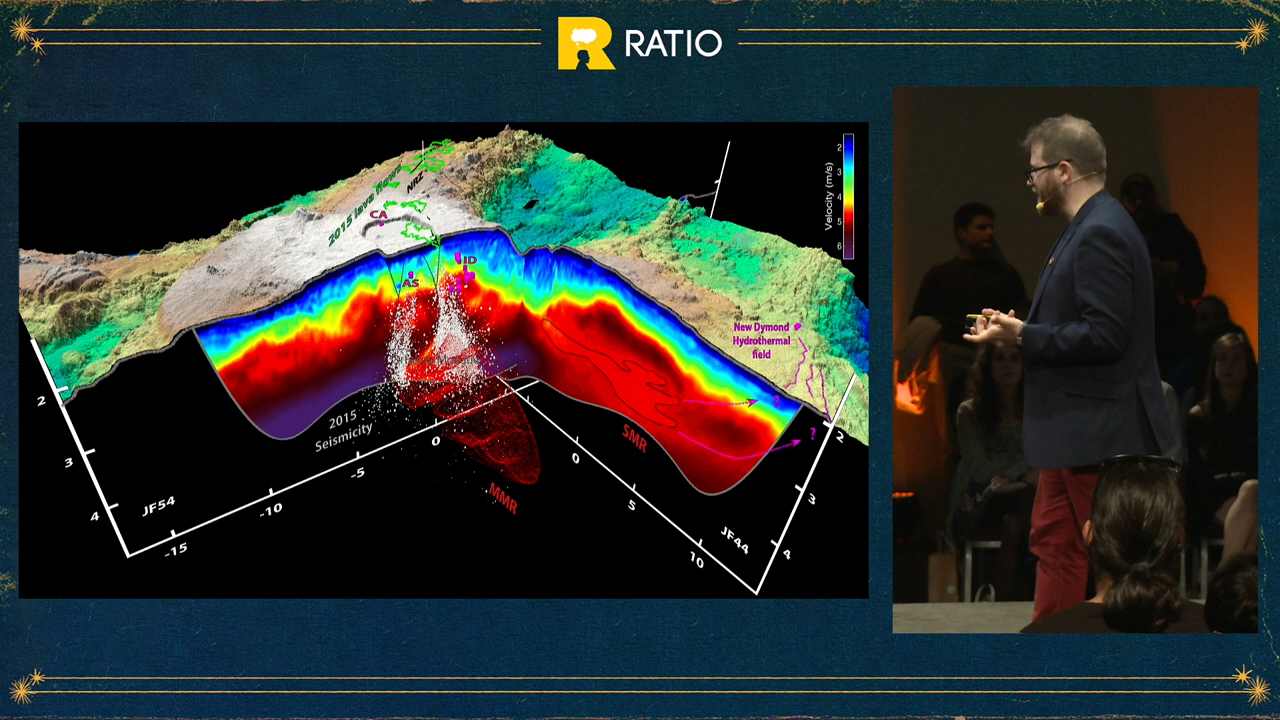 RATIO
2015 lava flows
NRZ
CA
ID
AS
Velocity (m/s)
2
3
4
5
6
New Dymond
Hydrothermal
field
?
?
2015
Seismicity
SMR
MMR
2
3
4
JF54
-15
-10
-5
0
0
5
10
JF44
2
3
4